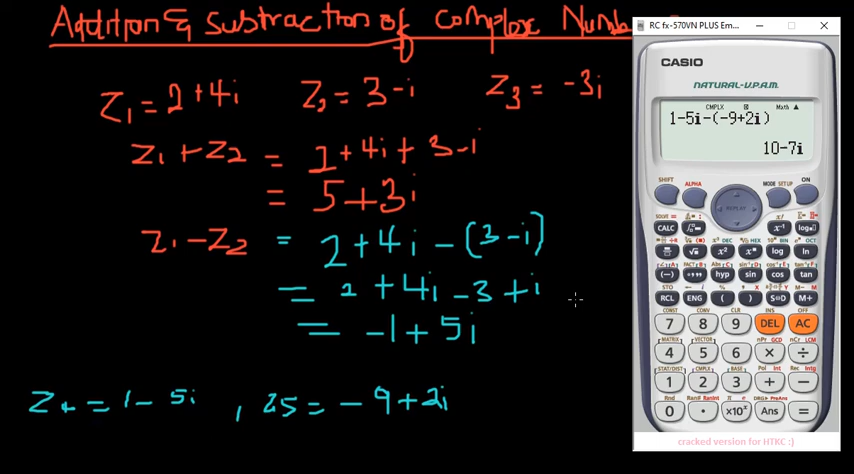 Addition & Subtraction of Complex Numb
Z1 = 2+4i Z2 = 3-i Z3 = -3i
Z1+Z2 = 2+4i+3-i
= 5+3i
Z1-Z2 = 2+4i-(3-i)
= 2+4i-3+i
= -1+5i
Z4 = 1-5i , Z5 = -9+2i
RC fx-570VN PLUS Em...
CASIO
NATURAL-V.P.A.M.
CMPLX Math ▲
1-5i-(-9+2i)
10-7i
SHIFT ALPHA REPLAY MODE SETUP ON
CALC x² log ln
(-) °,,, hyp sin cos tan
RCL ENG ( ) S⇔D M+
7 8 9 DEL AC
4 5 6 × ÷
1 2 3 + −
0 . ×10ˣ Ans =
cracked version for HTKC :)